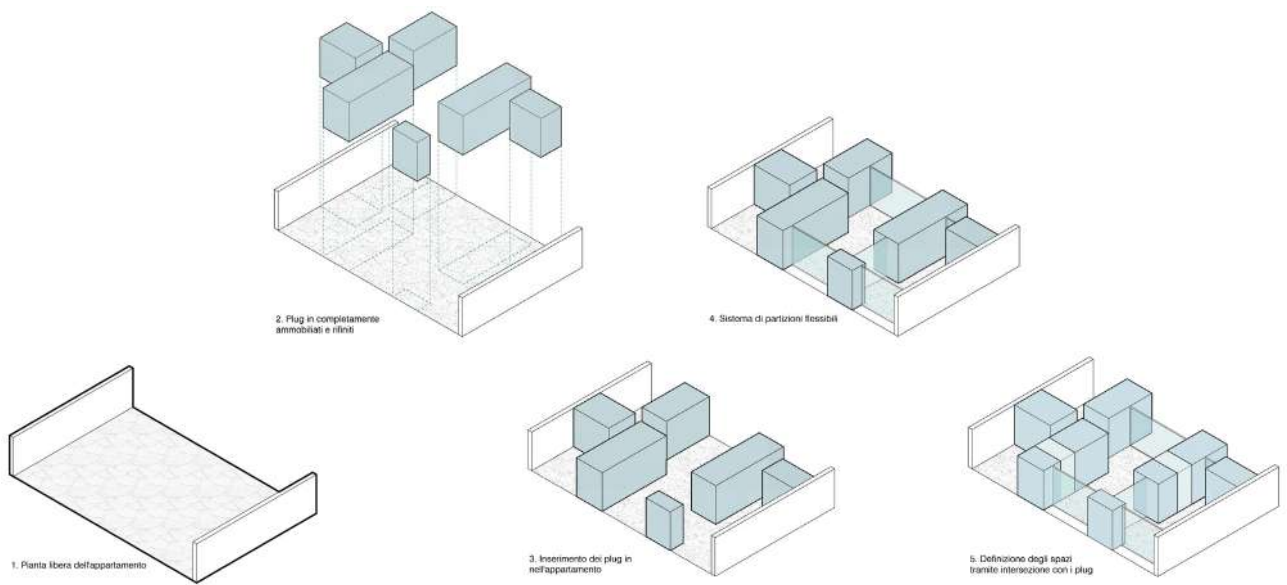 1. Pianta libera dell'appartamento
2. Plug in completamente
ammobiliati e rifiniti
3. Inserimento dei plug in
nell'appartamento
4. Sistema di partizioni flessibili
5. Definizione degli spazi
tramite intersezione con i plug